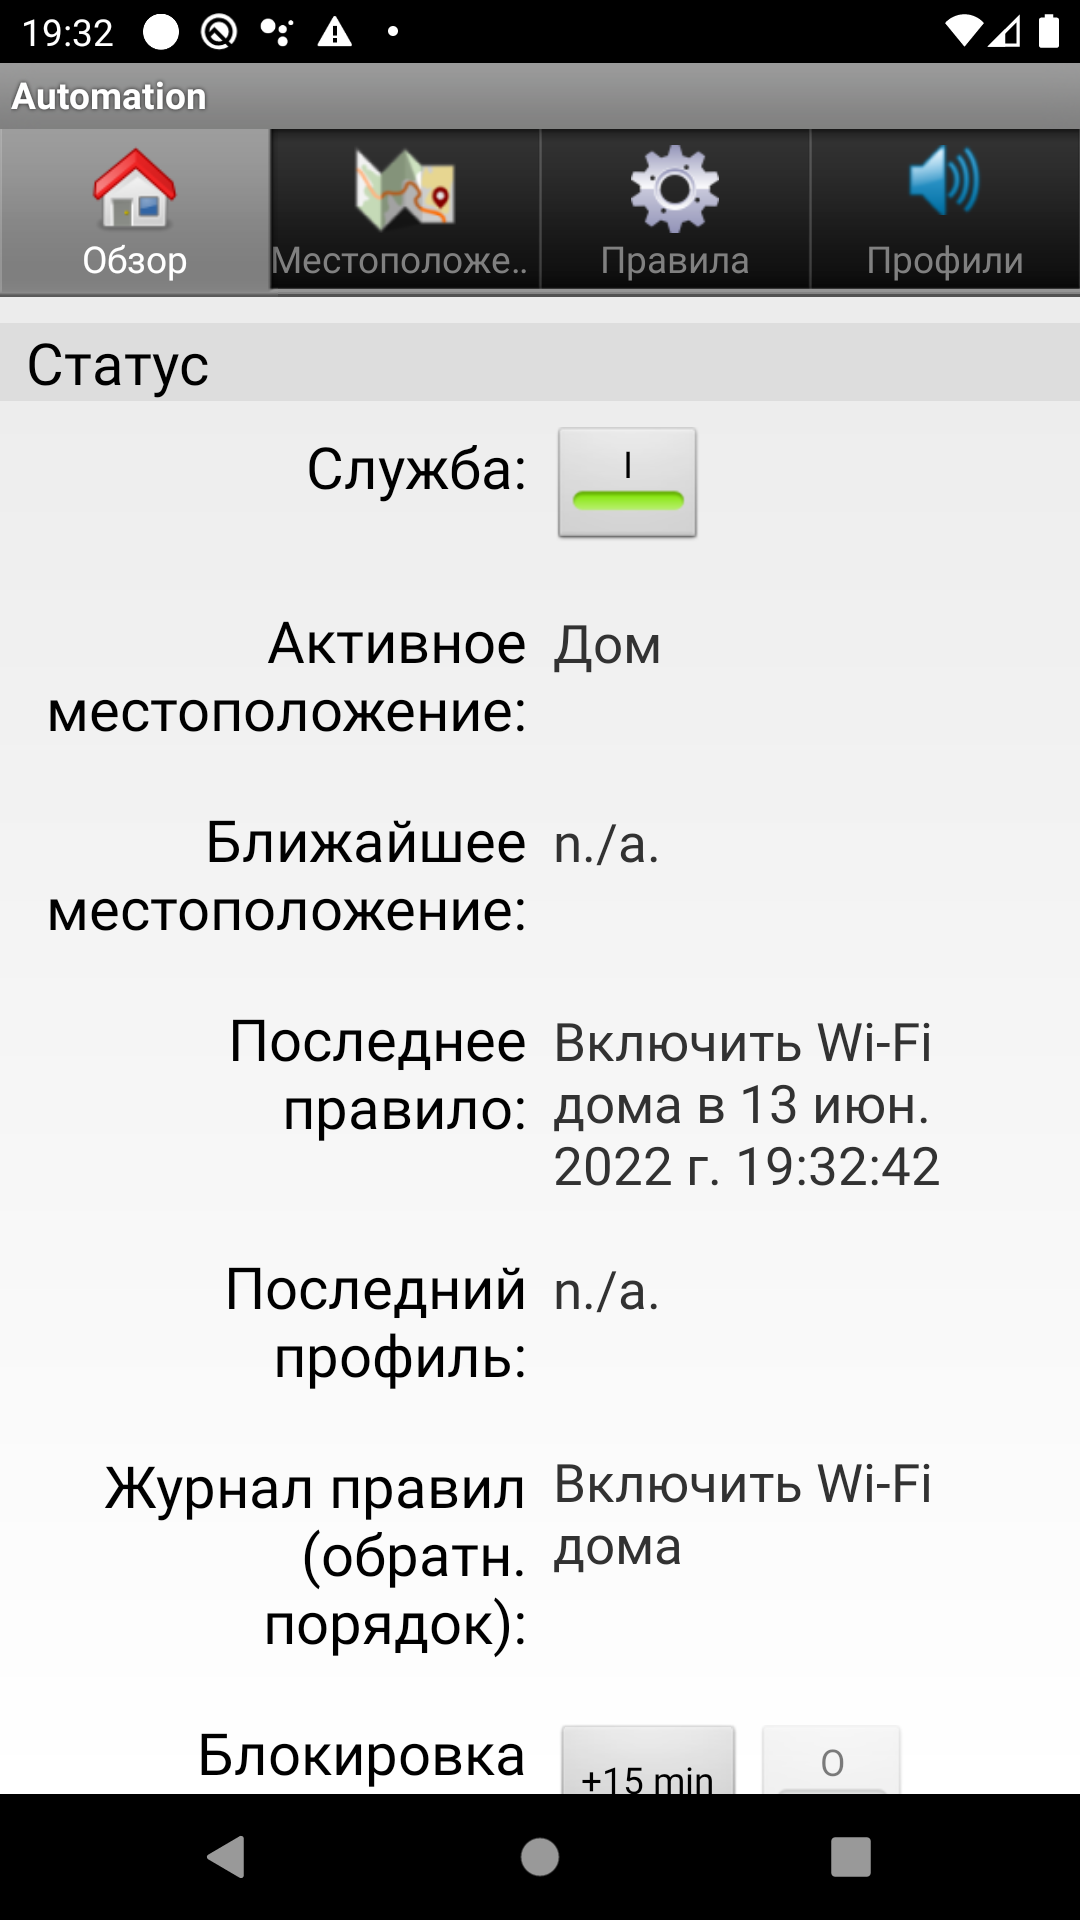 19:32
Automation
Обзор
Местоположе..
Правила
Профили
Статус
Служба:
I
Активное
местоположение:
Дом
Ближайшее
местоположение:
n./a.
Последнее
правило:
Включить Wi-Fi
дома в 13 июн.
2022 г. 19:32:42
Последний
профиль:
n./a.
Журнал правил
(обратн.
порядок):
Включить Wi-Fi
дома
Блокировка
+15 min
O